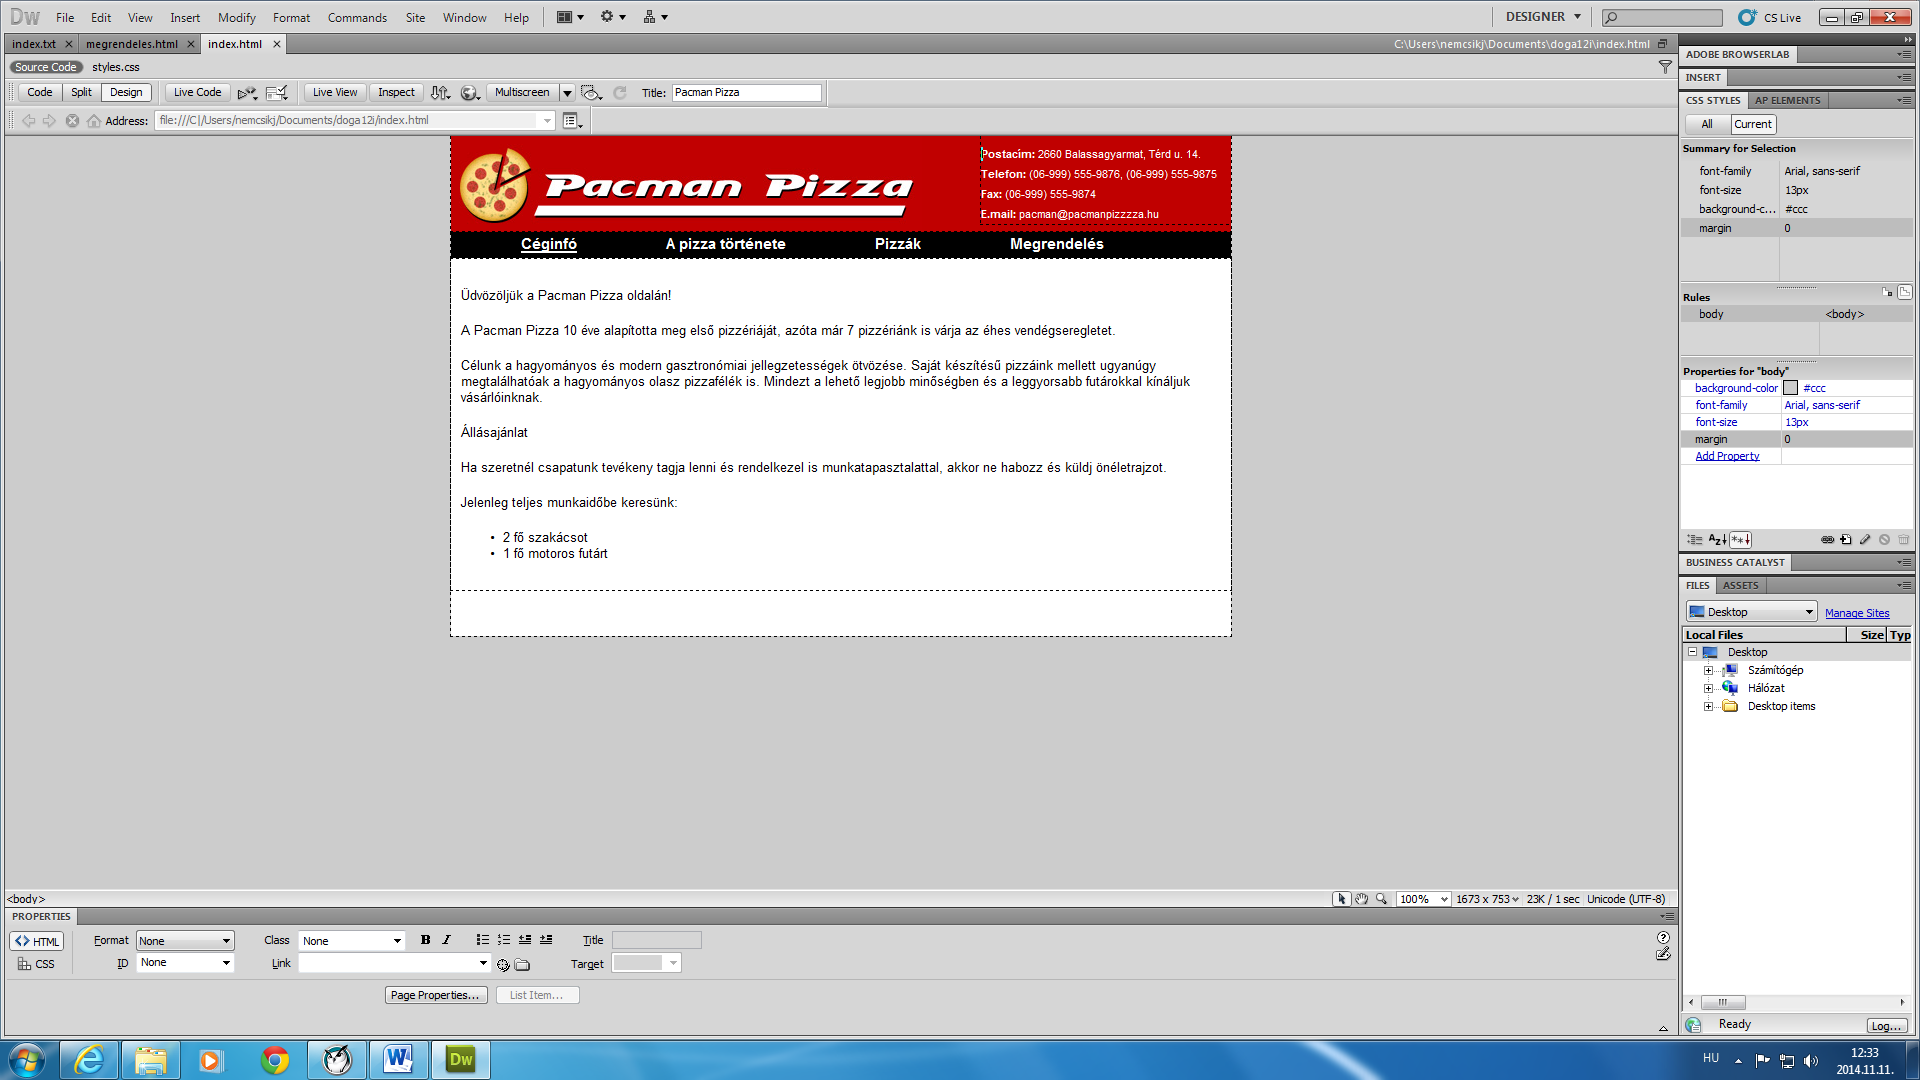 Dw File Edit View Insert Modify Format Commands Site Window Help DESIGNER CS Live
index.txt megrendeles.html index.html C:\Users\nemcsikj\Documents\doga12i\index.html
Source Code styles.css
Code Split Design Live Code Live View Inspect Multiscreen Title: Pacman Pizza
Address: file:///C|/Users/nemcsikj/Documents/doga12i/index.html
Pacman Pizza
Postacím: 2660 Balassagyarmat, Térd u. 14.
Telefon: (06-999) 555-9876, (06-999) 555-9875
Fax: (06-999) 555-9874
E.mail: pacman@pacmanpizzzza.hu
Céginfó A pizza története Pizzák Megrendelés
Üdvözöljük a Pacman Pizza oldalán!
A Pacman Pizza 10 éve alapította meg első pizzériáját, azóta már 7 pizzériánk is várja az éhes vendégsereglet.
Célunk a hagyományos és modern gasztronómiai jellegzetességek ötvözése. Saját készítésű pizzáink mellett ugyanúgy
megtalálhatóak a hagyományos olasz pizzafélék is. Mindezt a lehető legjobb minőségben és a leggyorsabb futárokkal kínáljuk
vásárlóinknak.
Állásajánlat
Ha szeretnél csapatunk tevékeny tagja lenni és rendelkezel is munkatapasztalattal, akkor ne habozz és küldj önéletrajzot.
Jelenleg teljes munkaidőbe keresünk:
• 2 fő szakácsot
• 1 fő motoros futárt
ADOBE BROWSERLAB
INSERT
CSS STYLES AP ELEMENTS
All Current
Summary for Selection
font-family Arial, sans-serif
font-size 13px
background-c... #ccc
margin 0
Rules
body <body>
Properties for "body"
background-color #ccc
font-family Arial, sans-serif
font-size 13px
margin 0
Add Property
BUSINESS CATALYST
FILES ASSETS
Desktop Manage Sites
Local Files Size Typ
Desktop
Számítógép
Hálózat
Desktop items
Ready Log...
<body> 100% 1673 x 753 23K / 1 sec Unicode (UTF-8)
PROPERTIES
HTML Format None Class None B I Title
CSS ID None Link Target
Page Properties... List Item...
HU 12:33
2014.11.11.